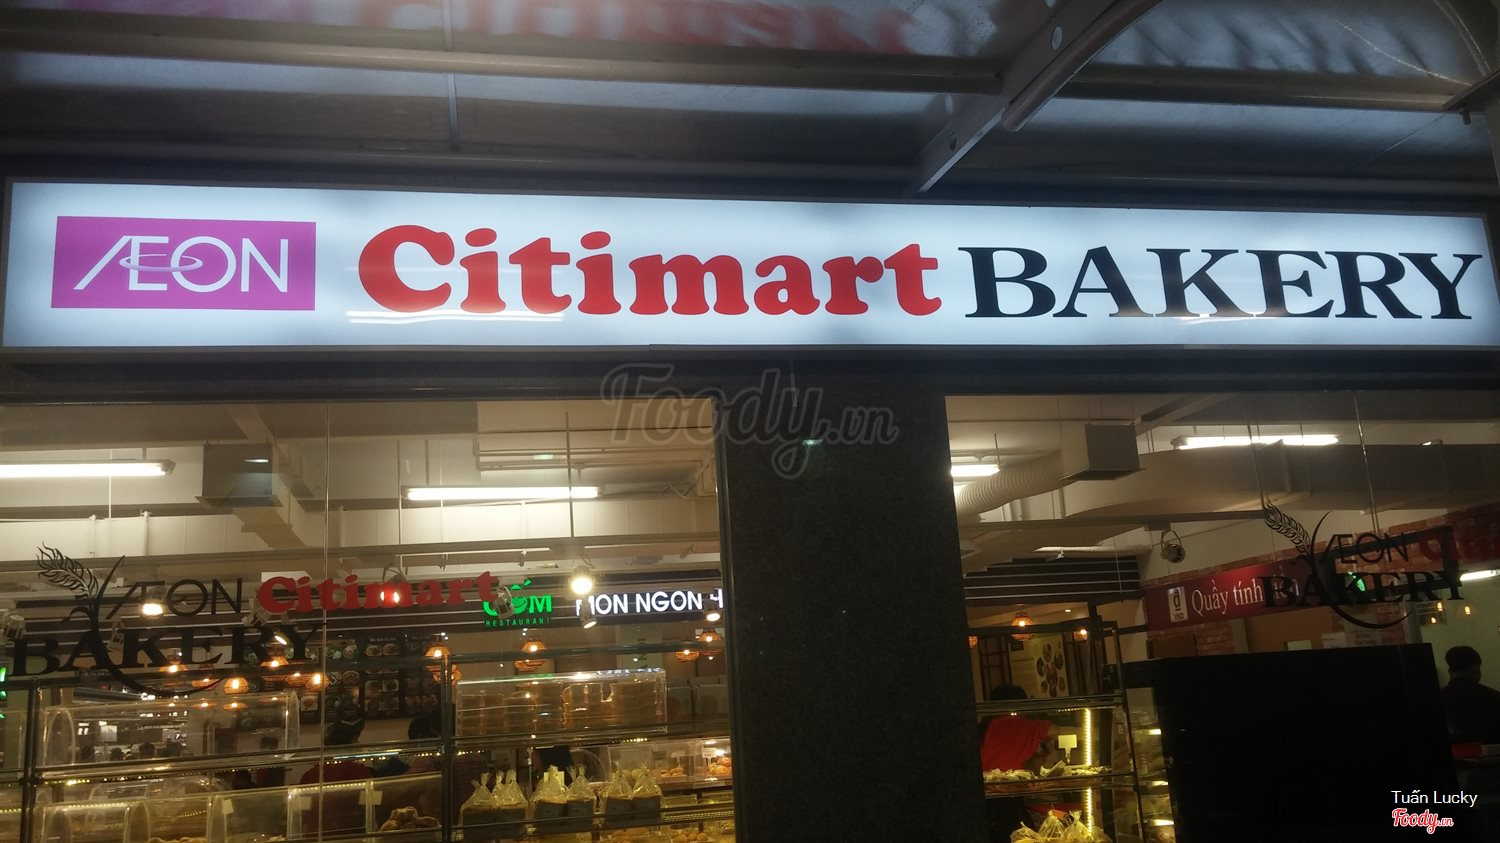 ÆON Citimart BAKERY
Foody.vn
ÆON Citimart
BAKERY
CƠM
RESTAURANT
MON NGON
Quầy tính tiền
ÆON
BAKERY
Tuấn Lucky
Foody.vn